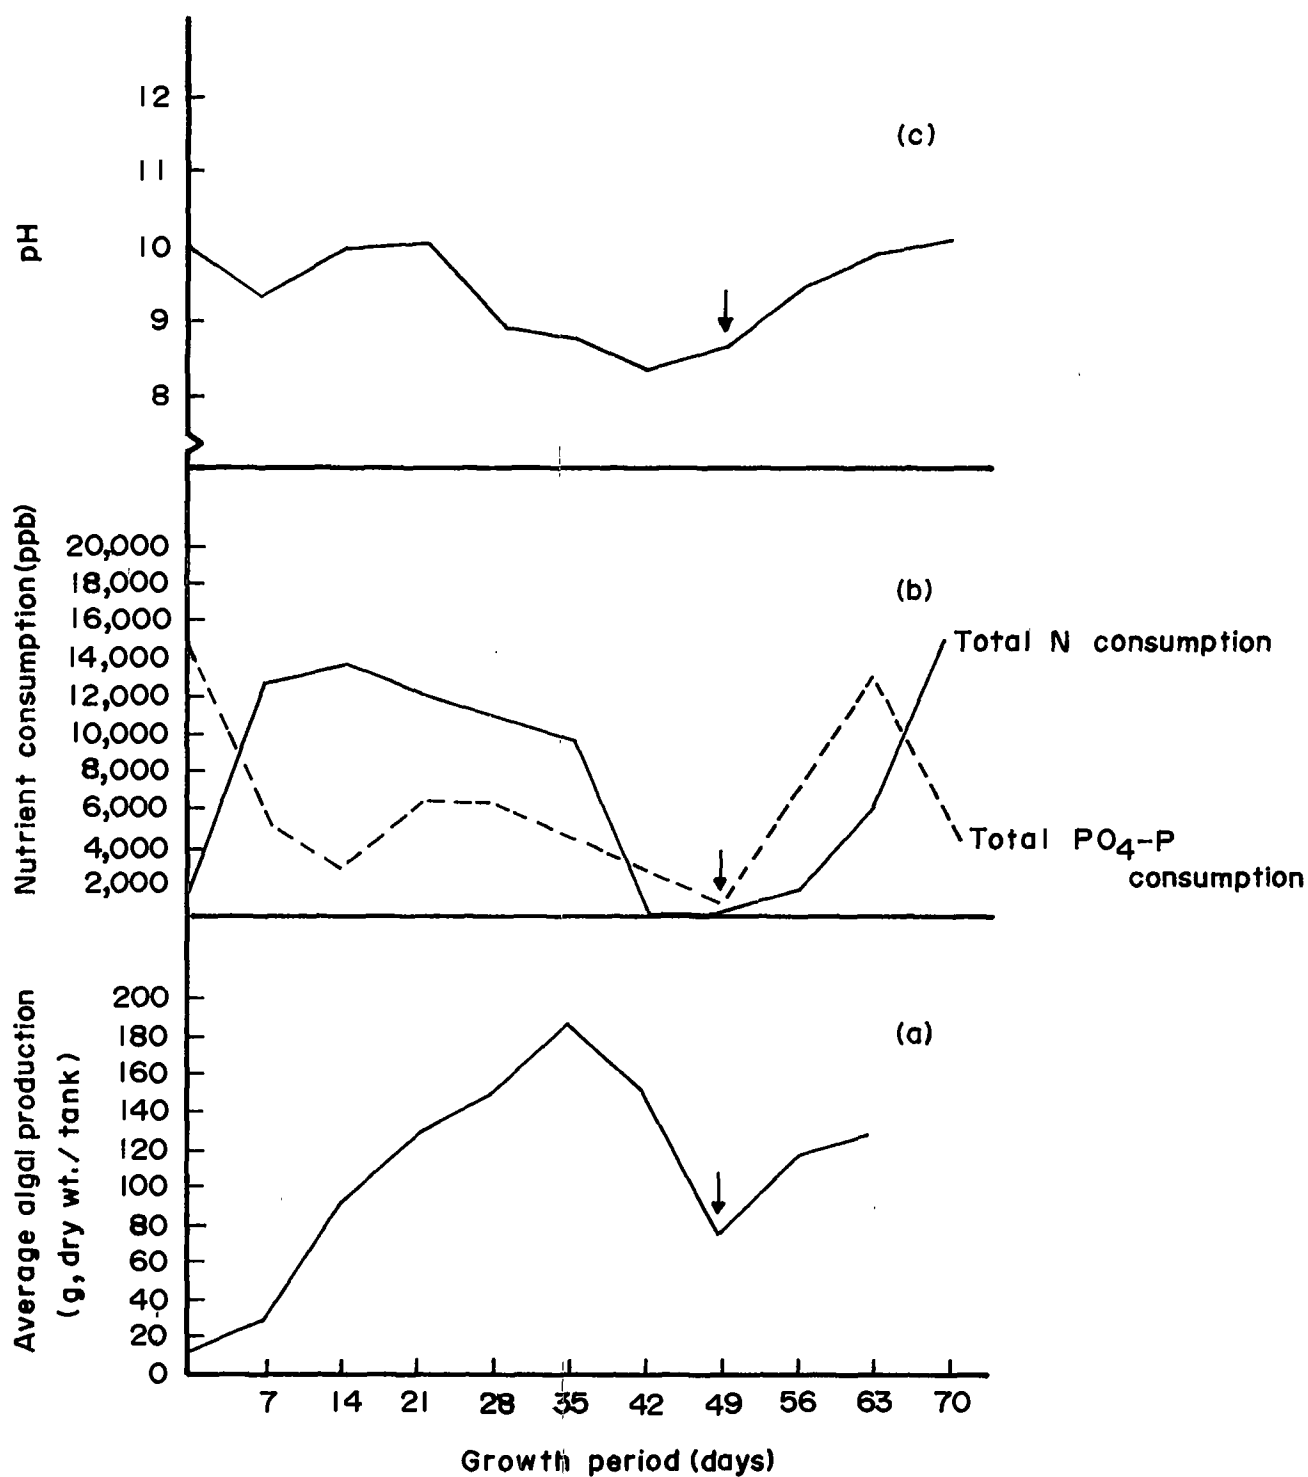 pH
12
11
10
9
8
(c)
Nutrient consumption (ppb)
20,000
18,000
16,000
14,000
12,000
10,000
8,000
6,000
4,000
2,000
(b)
Total N consumption
Total PO4-P
consumption
Average algal production
(g, dry wt./tank)
200
180
160
140
120
100
80
60
40
20
0
(a)
7 14 21 28 35 42 49 56 63 70
Growth period (days)